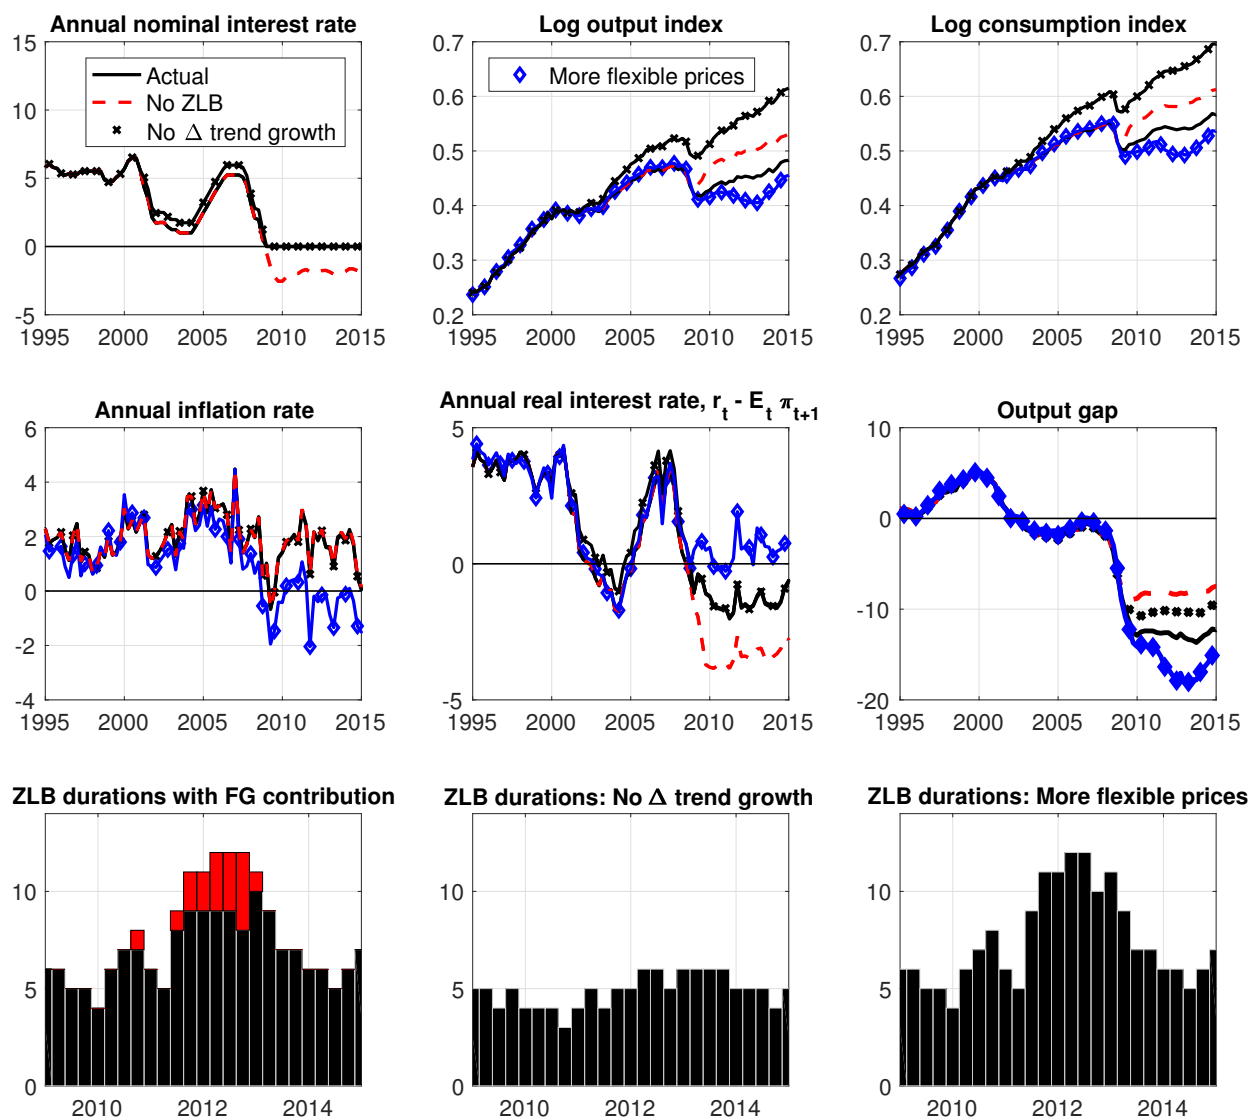 Annual nominal interest rate
15
10
5
0
-5
1995 2000 2005 2010 2015
Actual
No ZLB
No Δ trend growth
Log output index
0.7
0.6
0.5
0.4
0.3
0.2
1995 2000 2005 2010 2015
More flexible prices
Log consumption index
0.7
0.6
0.5
0.4
0.3
0.2
1995 2000 2005 2010 2015
Annual inflation rate
6
4
2
0
-2
-4
1995 2000 2005 2010 2015
Annual real interest rate, r_t - E_t π_{t+1}
5
0
-5
1995 2000 2005 2010 2015
Output gap
10
0
-10
-20
1995 2000 2005 2010 2015
ZLB durations with FG contribution
10
5
0
2010 2012 2014
ZLB durations: No Δ trend growth
10
5
0
2010 2012 2014
ZLB durations: More flexible prices
10
5
0
2010 2012 2014